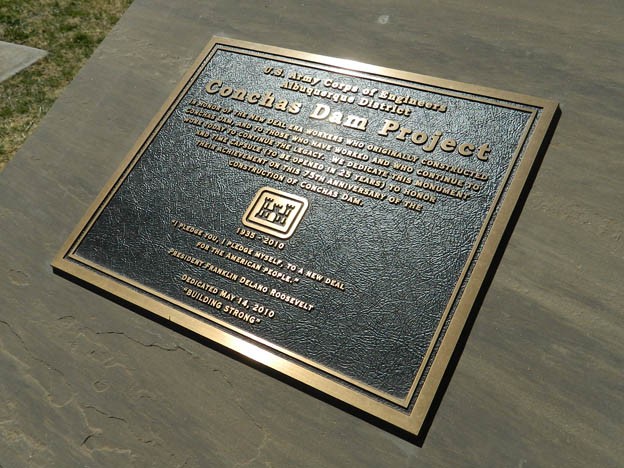 U.S. Army Corps of Engineers
Albuquerque District
Conchas Dam Project
IN HONOR OF THE NEW DEAL ERA WORKERS WHO ORIGINALLY CONSTRUCTED
CONCHAS DAM, AND TO THOSE WHO HAVE WORKED AND WHO CONTINUE TO
WORK TODAY TO CONTINUE THE LEGACY. WE DEDICATE THIS MONUMENT
AND TIME CAPSULE (TO BE OPENED IN 25 YEARS) TO HONOR
THEIR ACHIEVEMENT ON THIS 75TH ANNIVERSARY OF THE
CONSTRUCTION OF CONCHAS DAM.
1935 - 2010
"I PLEDGE YOU, I PLEDGE MYSELF, TO A NEW DEAL
FOR THE AMERICAN PEOPLE."
PRESIDENT FRANKLIN DELANO ROOSEVELT
DEDICATED MAY 14, 2010
"BUILDING STRONG"